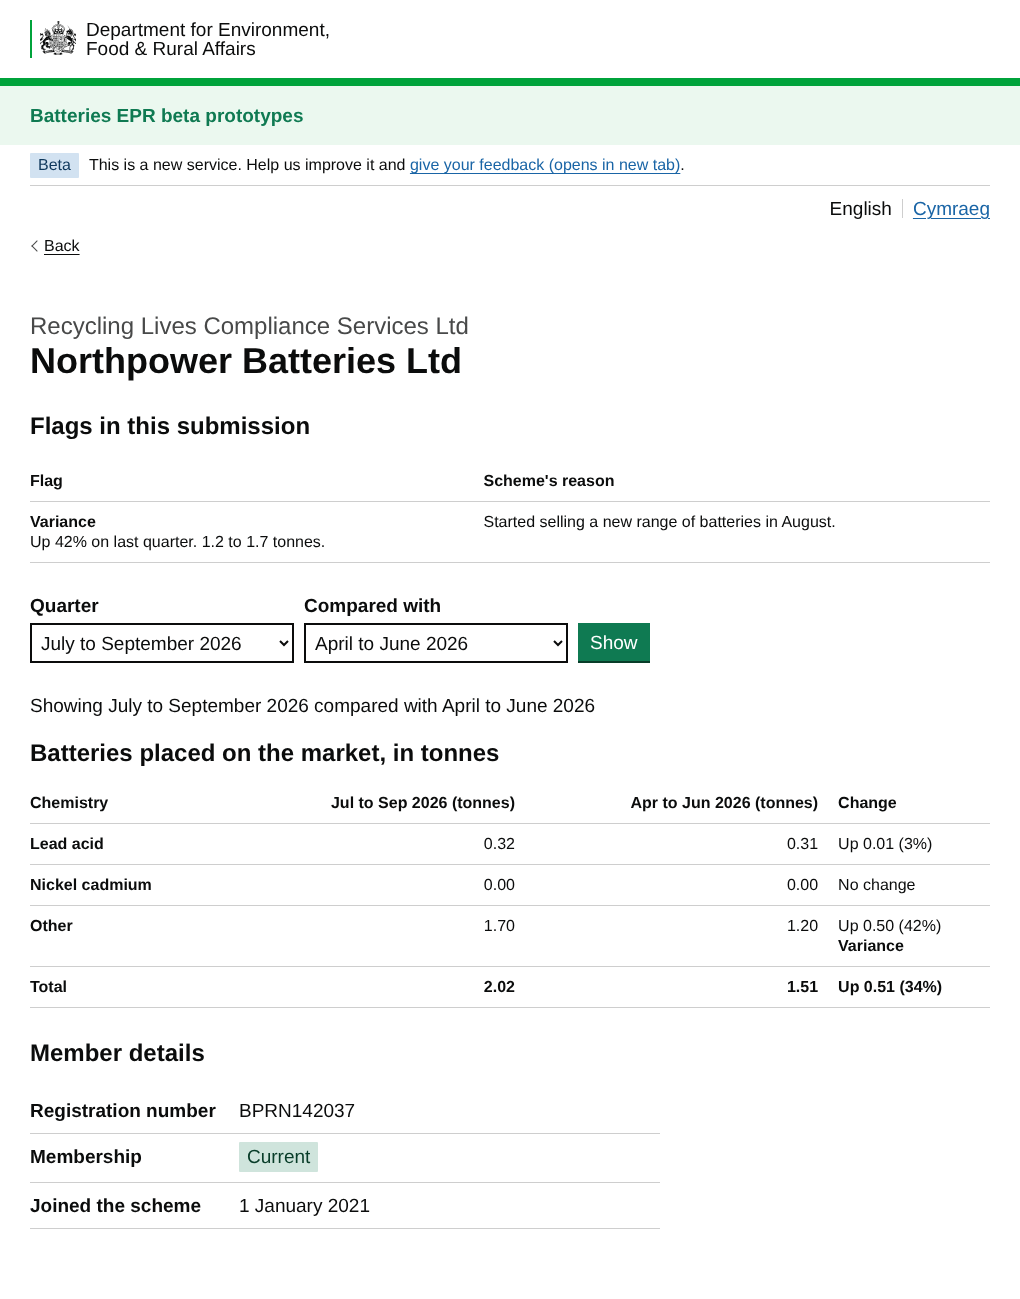 Department for Environment,
Food & Rural Affairs
Batteries EPR beta prototypes
Beta This is a new service. Help us improve it and give your feedback (opens in new tab).
English Cymraeg
Back
Recycling Lives Compliance Services Ltd
Northpower Batteries Ltd
Flags in this submission
Flag Scheme's reason
Variance Started selling a new range of batteries in August.
Up 42% on last quarter. 1.2 to 1.7 tonnes.
Quarter Compared with
July to September 2026 April to June 2026 Show
Showing July to September 2026 compared with April to June 2026
Batteries placed on the market, in tonnes
Chemistry Jul to Sep 2026 (tonnes) Apr to Jun 2026 (tonnes) Change
Lead acid 0.32 0.31 Up 0.01 (3%)
Nickel cadmium 0.00 0.00 No change
Other 1.70 1.20 Up 0.50 (42%)
Variance
Total 2.02 1.51 Up 0.51 (34%)
Member details
Registration number BPRN142037
Membership Current
Joined the scheme 1 January 2021